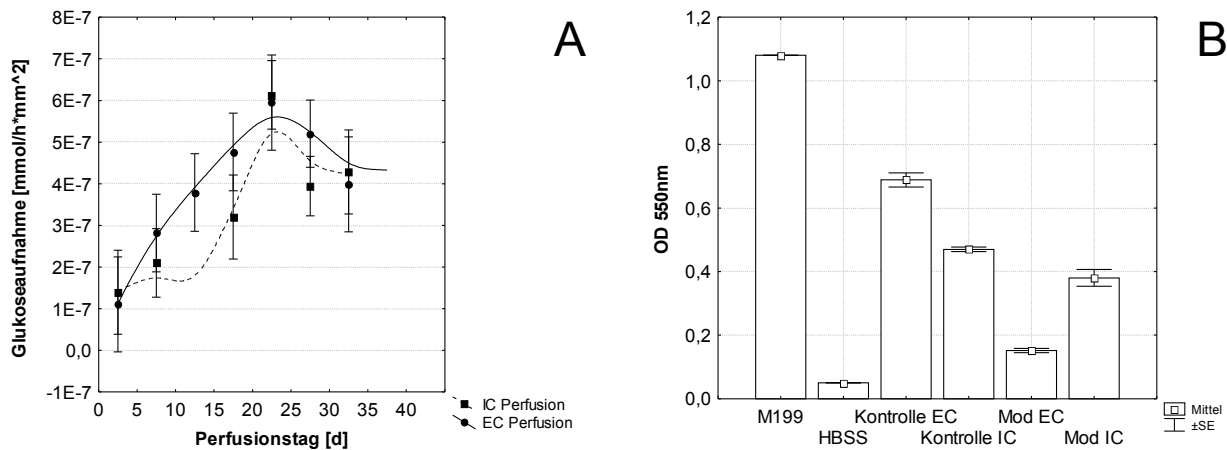 A
Glukoseaufnahme [mmol/h*mm^2]
8E-7
7E-7
6E-7
5E-7
4E-7
3E-7
2E-7
1E-7
0,0
-1E-7
0 5 10 15 20 25 30 35 40
Perfusionstag [d]
IC Perfusion
EC Perfusion
B
OD 550nm
1,2
1,0
0,8
0,6
0,4
0,2
0,0
M199 Kontrolle EC Mod EC
HBSS Kontrolle IC Mod IC
Mittel
±SE